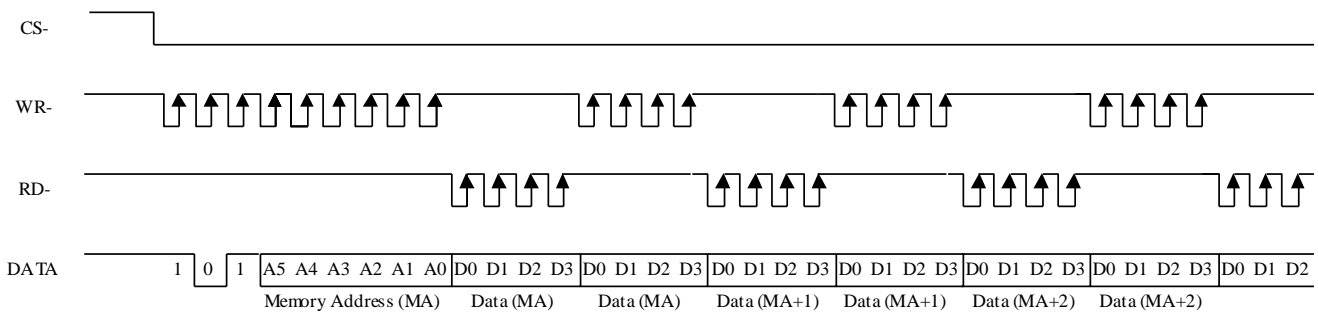 CS-
WR-
RD-
DATA 1 0 1 A5 A4 A3 A2 A1 A0 D0 D1 D2 D3 D0 D1 D2 D3 D0 D1 D2 D3 D0 D1 D2 D3 D0 D1 D2 D3 D0 D1 D2 D3 D0 D1 D2
Memory Address (MA) Data (MA) Data (MA) Data (MA+1) Data (MA+1) Data (MA+2) Data (MA+2)